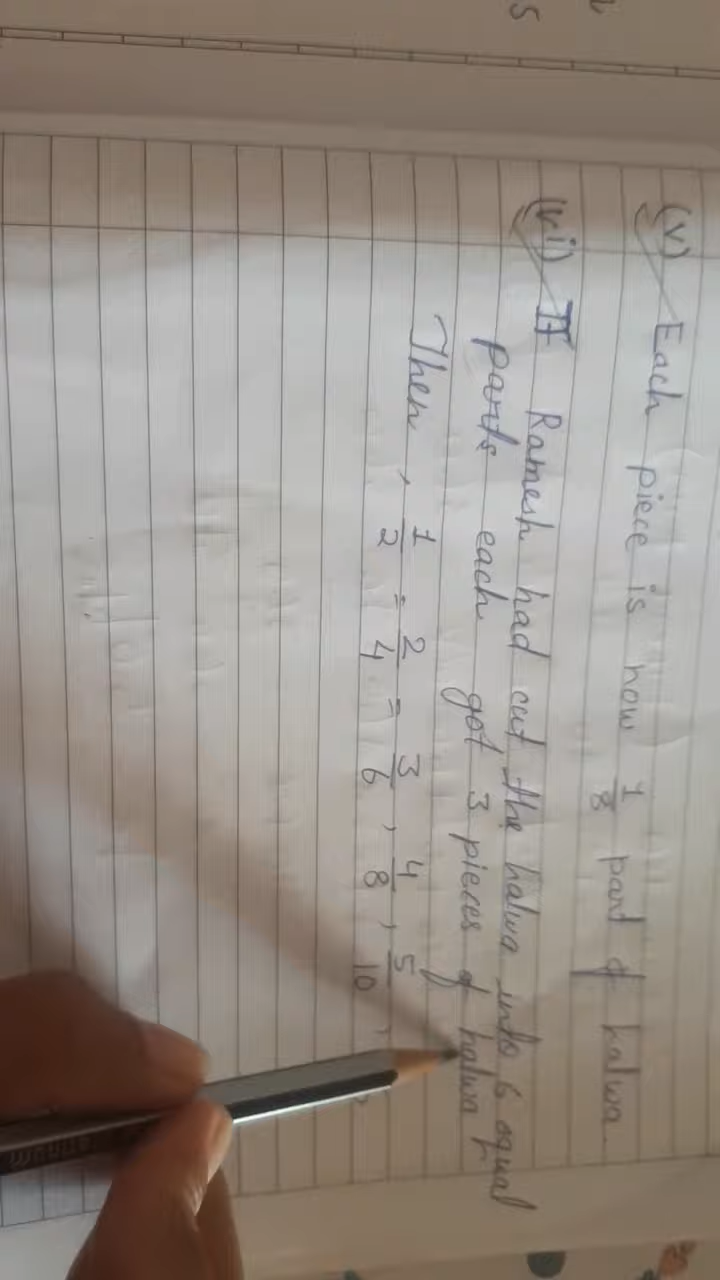 (v) Each piece is now 1/8 part of halwa.
(vi) If Ramesh had cut the halwa into 6 equal
parts each got 3 pieces of halwa
Then, 1/2 = 2/4 = 3/6, 4/8, 5/10,